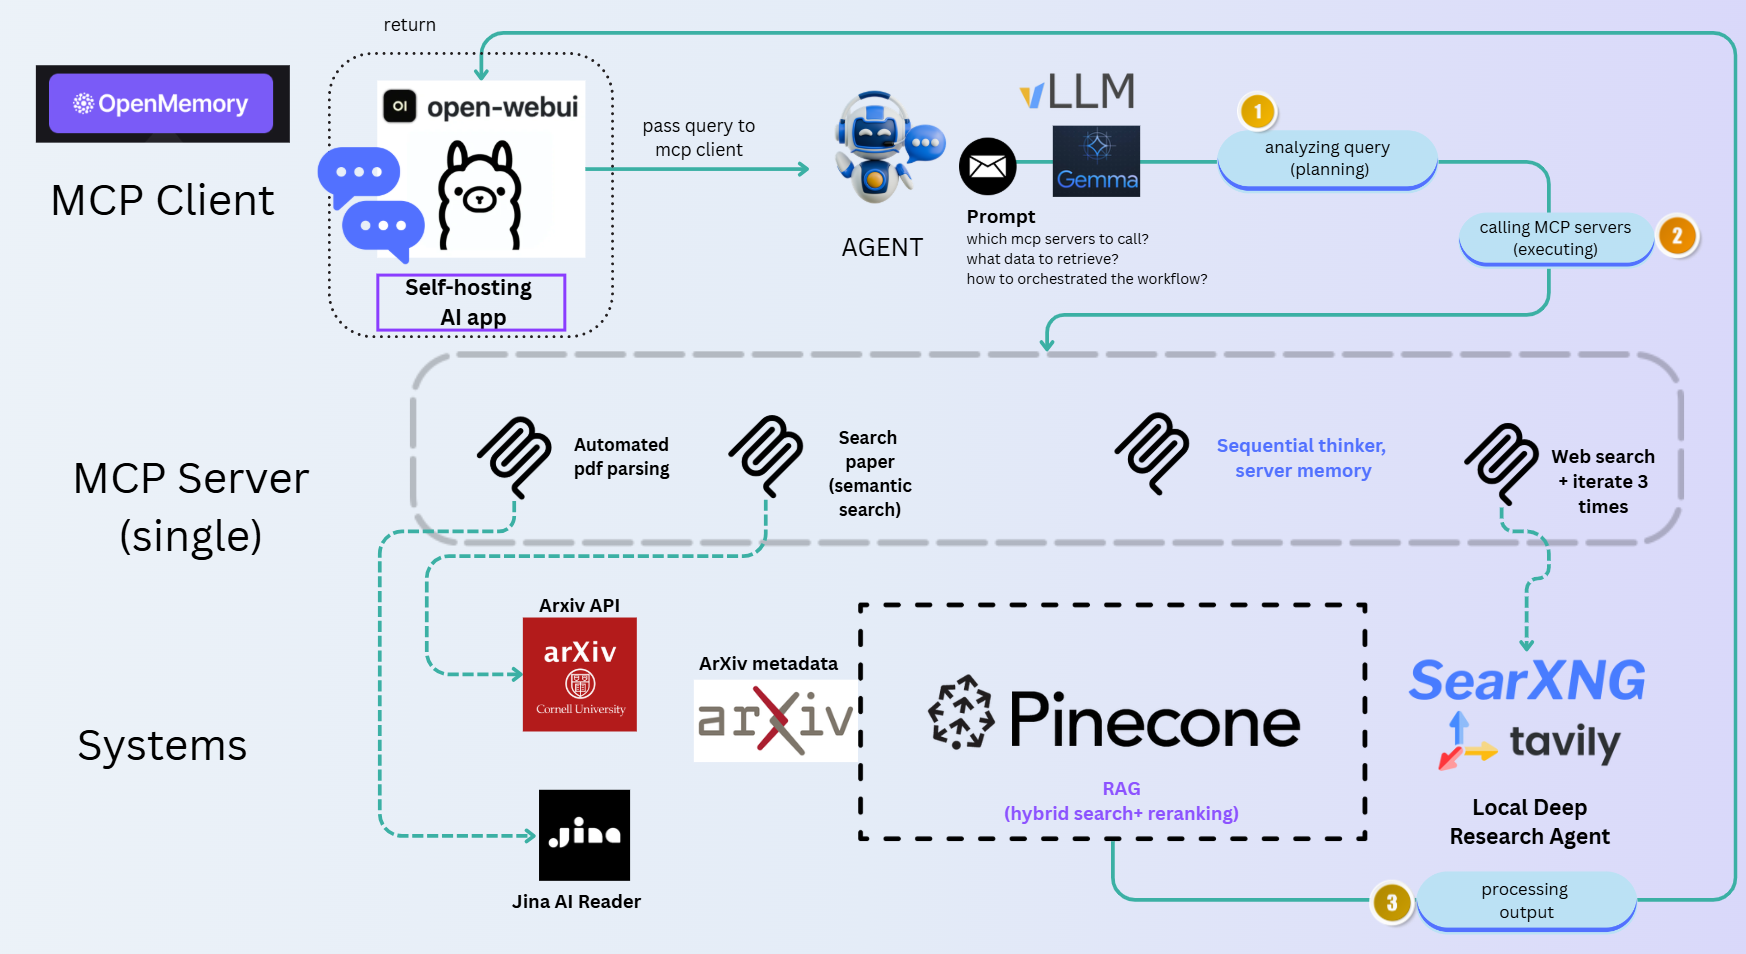 return
OpenMemory
MCP Client
OI open-webui
Self-hosting
AI app
pass query to
mcp client
AGENT
vLLM
Gemma
Prompt
which mcp servers to call?
what data to retrieve?
how to orchestrated the workflow?
1
analyzing query
(planning)
calling MCP servers
(executing)
2
MCP Server
(single)
Automated
pdf parsing
Search
paper
(semantic
search)
Sequential thinker,
server memory
Web search
+ iterate 3
times
Systems
Arxiv API
arXiv
Cornell University
Jina
Jina AI Reader
ArXiv metadata
arXiv
Pinecone
RAG
(hybrid search+ reranking)
SearXNG
tavily
Local Deep
Research Agent
3
processing
output